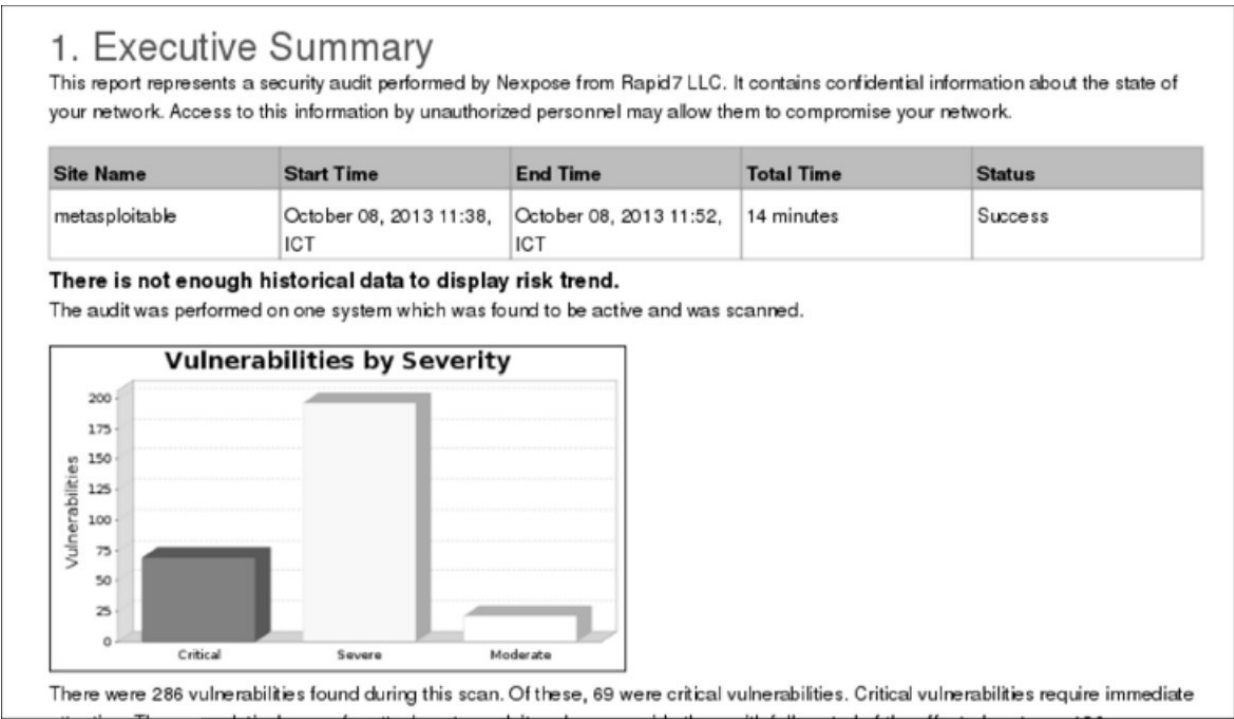 1. Executive Summary
This report represents a security audit performed by Nexpose from Rapid7 LLC. It contains confidential information about the state of
your network. Access to this information by unauthorized personnel may allow them to compromise your network.
Site Name Start Time End Time Total Time Status
metasploitable October 08, 2013 11:38, October 08, 2013 11:52, 14 minutes Success
ICT ICT
There is not enough historical data to display risk trend.
The audit was performed on one system which was found to be active and was scanned.
Vulnerabilities by Severity
Vulnerabilities
200
175
150
125
100
75
50
25
0
Critical Severe Moderate
There were 286 vulnerabilities found during this scan. Of these, 69 were critical vulnerabilities. Critical vulnerabilities require immediate